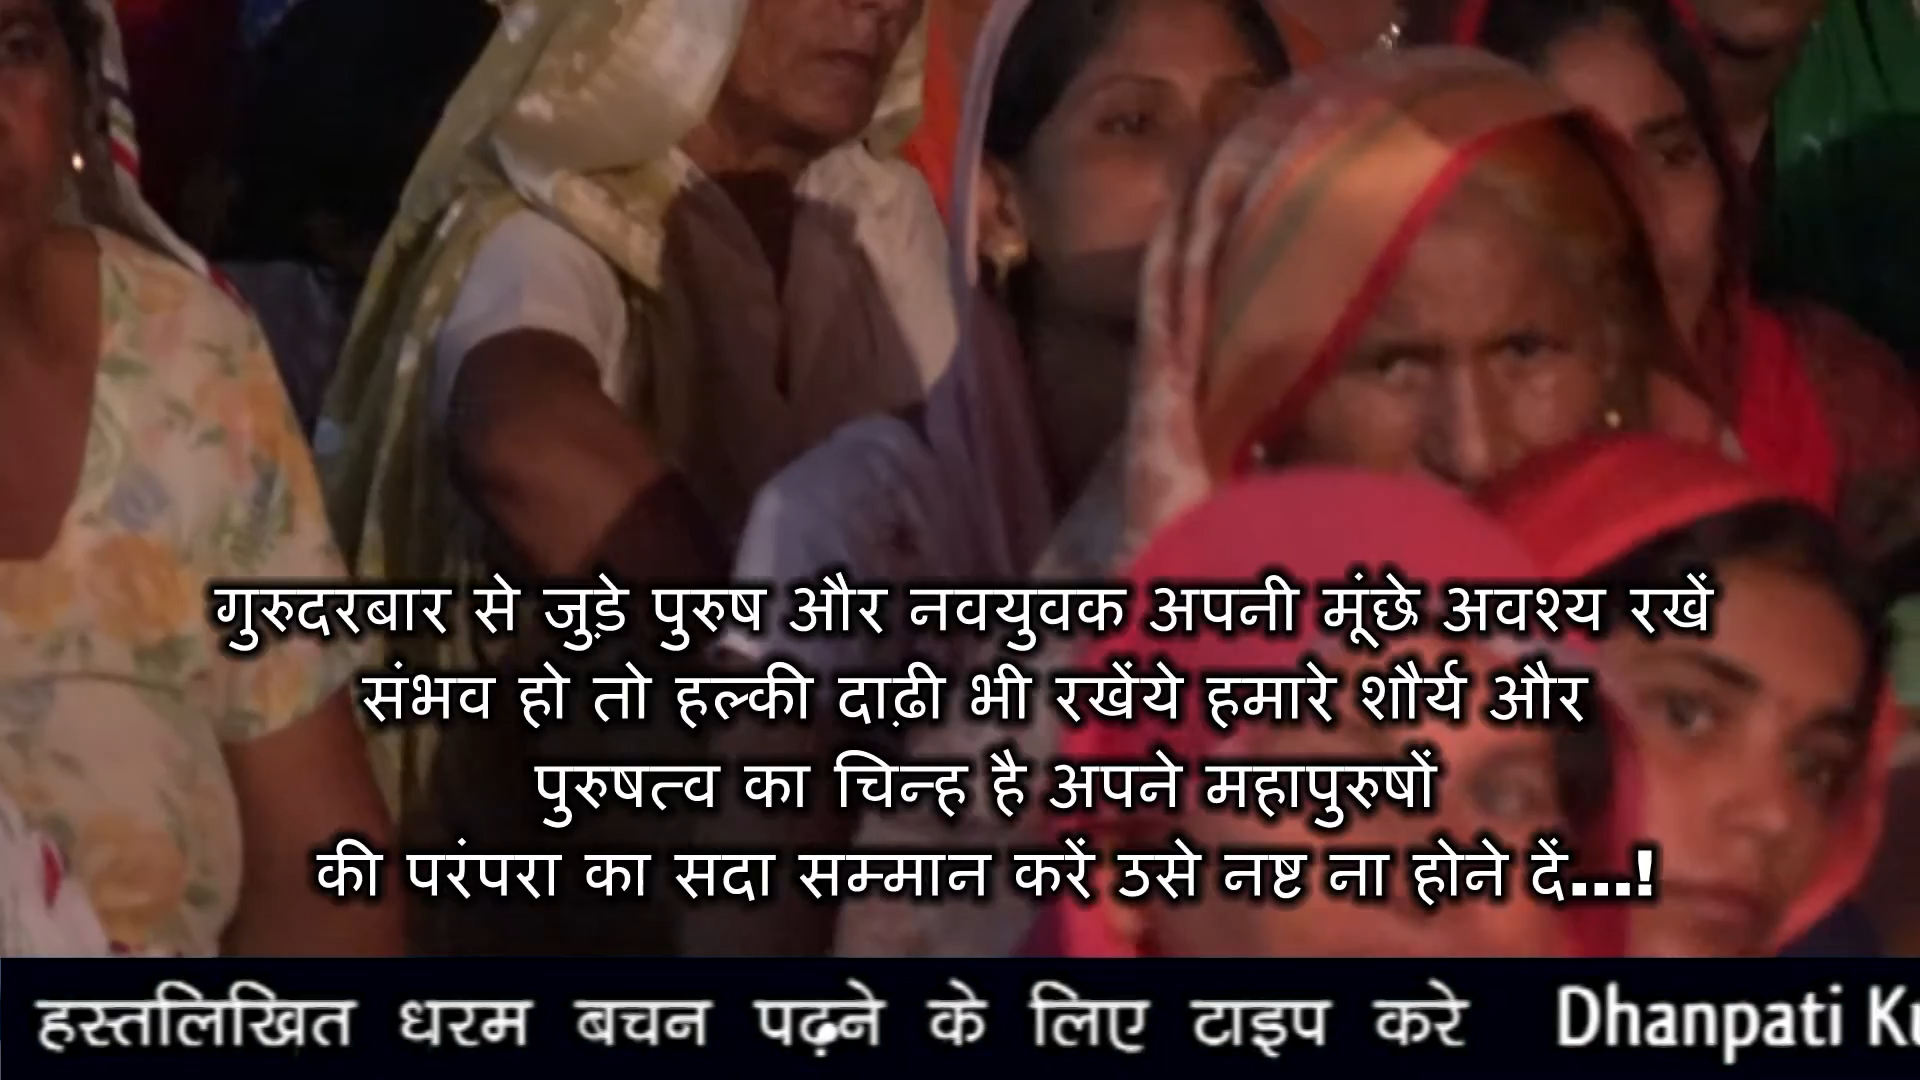 गुरुदरबार से जुड़े पुरुष और नवयुवक अपनी मूंछे अवश्य रखें
संभव हो तो हल्की दाढ़ी भी रखेंये हमारे शौर्य और
पुरुषत्व का चिन्ह है अपने महापुरुषों
की परंपरा का सदा सम्मान करें उसे नष्ट ना होने दें...!
हस्तलिखित धरम बचन पढ़ने के लिए टाइप करे Dhanpati